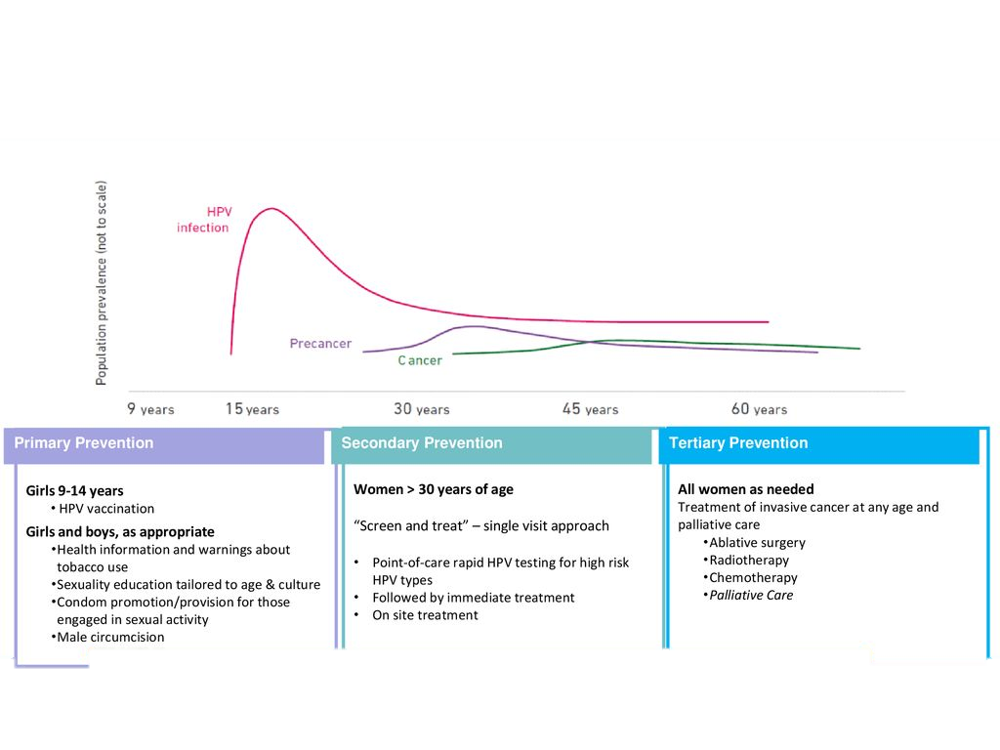 Population prevalence (not to scale)
HPV
infection
Precancer
Cancer
9 years
15 years
30 years
45 years
60 years
Primary Prevention
Girls 9-14 years
• HPV vaccination
Girls and boys, as appropriate
•Health information and warnings about
tobacco use
•Sexuality education tailored to age & culture
•Condom promotion/provision for those
engaged in sexual activity
•Male circumcision
Secondary Prevention
Women > 30 years of age
“Screen and treat” – single visit approach
• Point-of-care rapid HPV testing for high risk
HPV types
• Followed by immediate treatment
• On site treatment
Tertiary Prevention
All women as needed
Treatment of invasive cancer at any age and
palliative care
•Ablative surgery
•Radiotherapy
•Chemotherapy
•Palliative Care